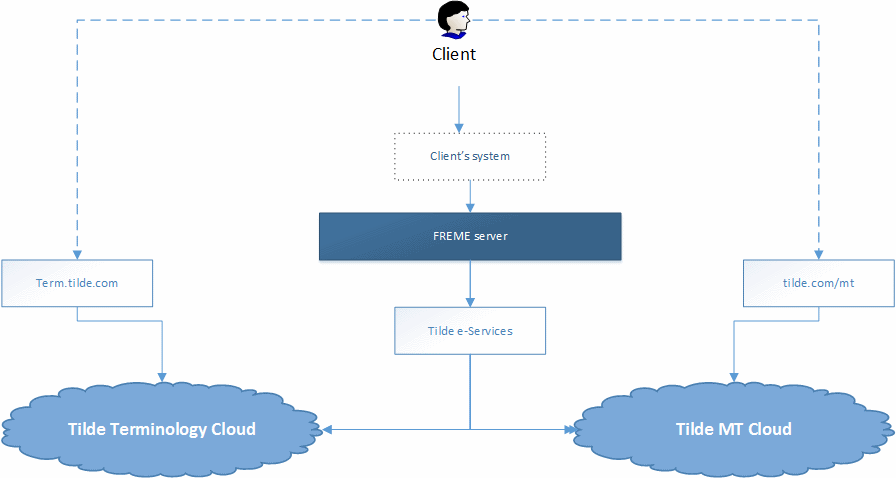 Client
Client's system
FREME server
Term.tilde.com
tilde.com/mt
Tilde e-Services
Tilde Terminology Cloud
Tilde MT Cloud